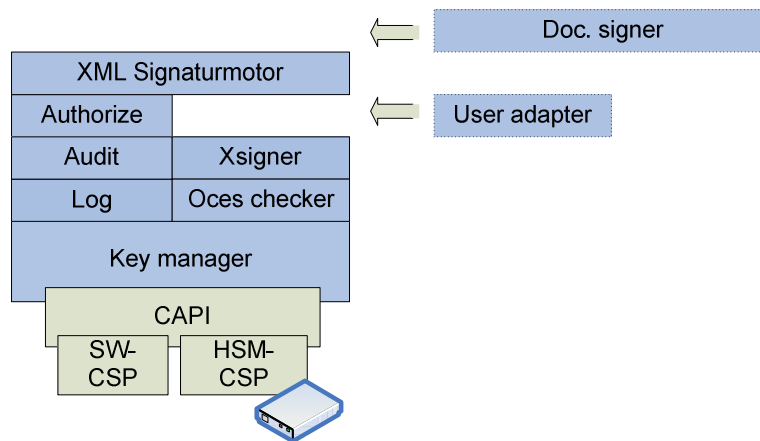 Doc. signer
XML Signaturmotor
Authorize
User adapter
Audit
Xsigner
Log
Oces checker
Key manager
CAPI
SW-
CSP
HSM-
CSP